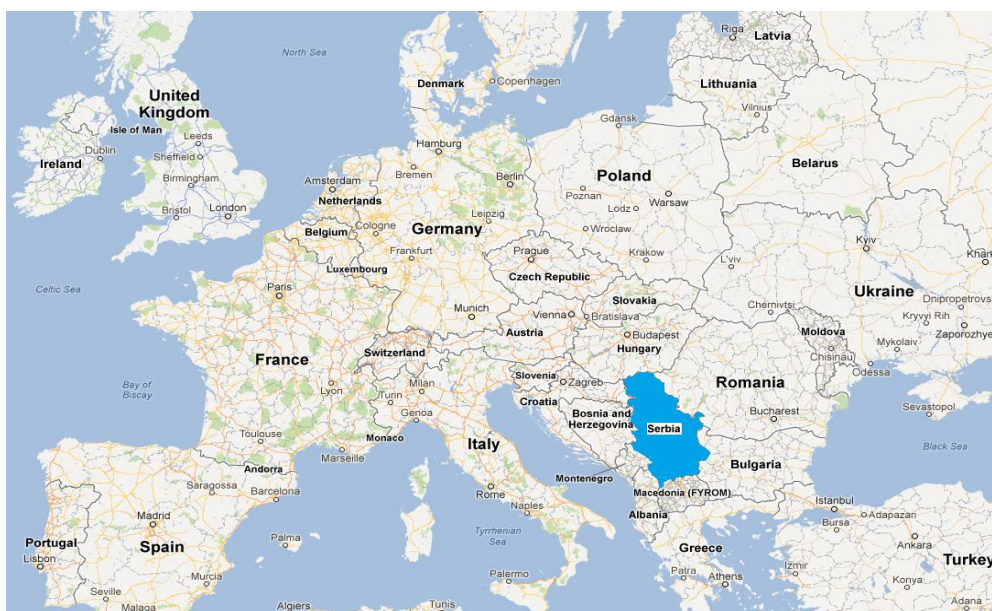 North Sea
Riga
Latvia
Denmark
Copenhagen
Lithuania
Vilnius
United
Kingdom
Isle of Man
Leeds
Ireland
Dublin
Sheffield
Birmingham
Bristol
London
Gdansk
Hamburg
Bremen
Berlin
Belarus
Amsterdam
Netherlands
Poland
Poznan
Warsaw
Lodz
Leipzig
Belgium
Cologne
Germany
Wroclaw
Frankfurt
Prague
Krakow
Luxembourg
Czech Republic
L'viv
Kyiv
Khark
Celtic Sea
Paris
Ukraine
Slovakia
Chernivtsi
Dnipropetrovs
Munich
Vienna
Bratislava
Kryvyi Rih
Zaporozhye
Austria
Budapest
Moldova
Chisinau
Mykolaiv
Switzerland
Hungary
France
Odessa
Bay of
Biscay
Lyon
Milan
Turin
Slovenia
Zagreb
Romania
Croatia
Genoa
Bucharest
Sevastopol
Bosnia and
Herzegovina
Serbia
Toulouse
Monaco
Italy
Black Sea
Marseille
Andorra
Bulgaria
Montenegro
Saragossa
Barcelona
Rome
Macedonia (FYROM)
Naples
Albania
Istanbul
Adapazari
Bursa
Madrid
Portugal
Lisbon
Spain
Palma
Tyrrhenian
Sea
Greece
Ankara
Turkey
Murcia
Palermo
Patra
Athens
Izmir
Konya
Seville
Malaga
Algiers
Tunis
Adana